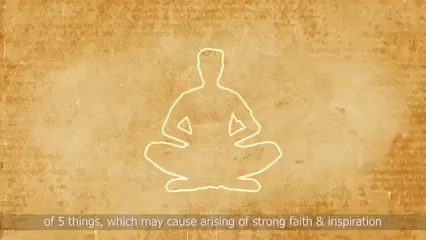 of 5 things, which may cause arising of strong faith & inspiration